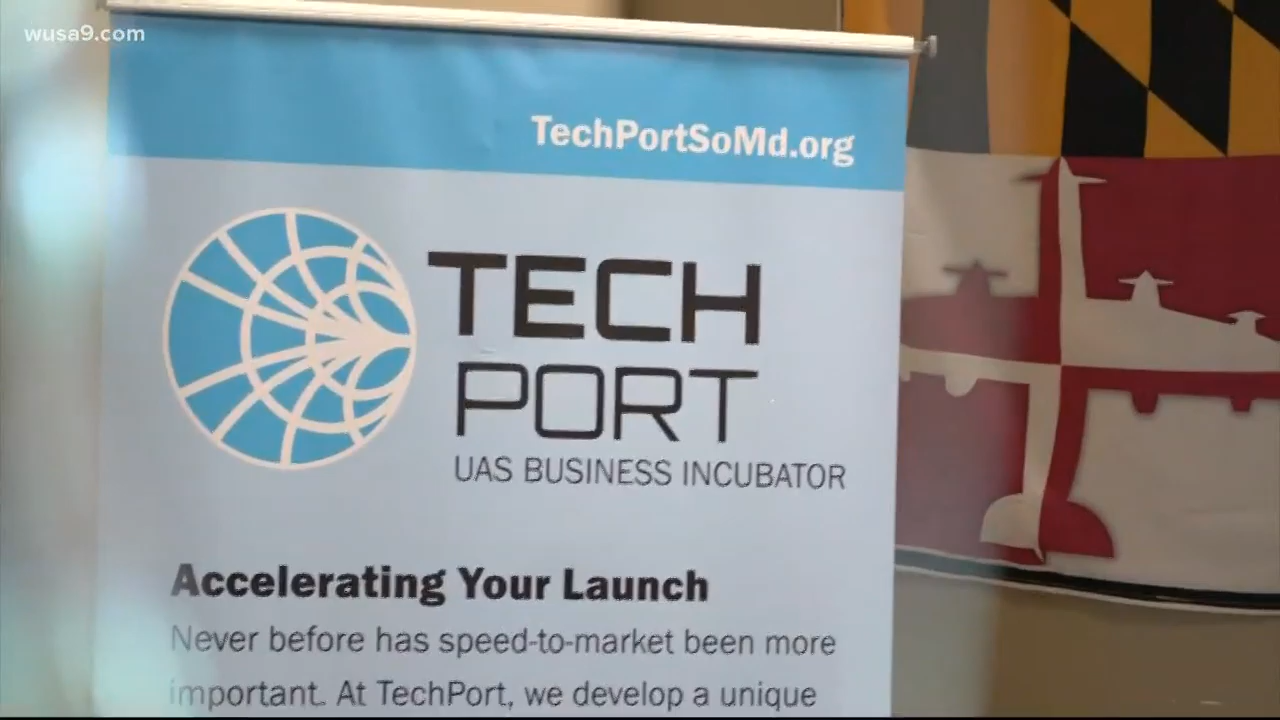 wusa9.com
TechPortSoMd.org
TECH
PORT
UAS BUSINESS INCUBATOR
Accelerating Your Launch
Never before has speed-to-market been more
important. At TechPort, we develop a unique